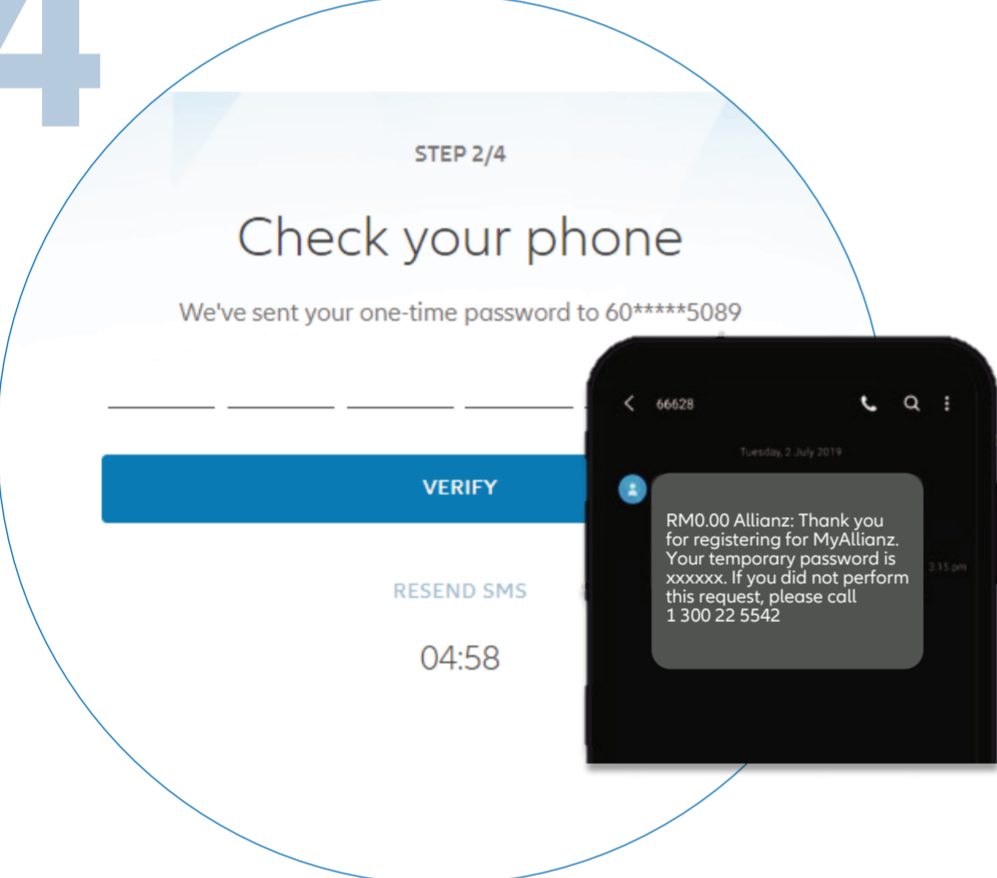 4
STEP 2/4
Check your phone
We've sent your one-time password to 60*****5089
VERIFY
RESEND SMS
04:58
66628
Tuesday, 2 July 2019
RM0.00 Allianz: Thank you
for registering for MyAllianz.
Your temporary password is
xxxxxx. If you did not perform
this request, please call
1 300 22 5542
3.15 pm